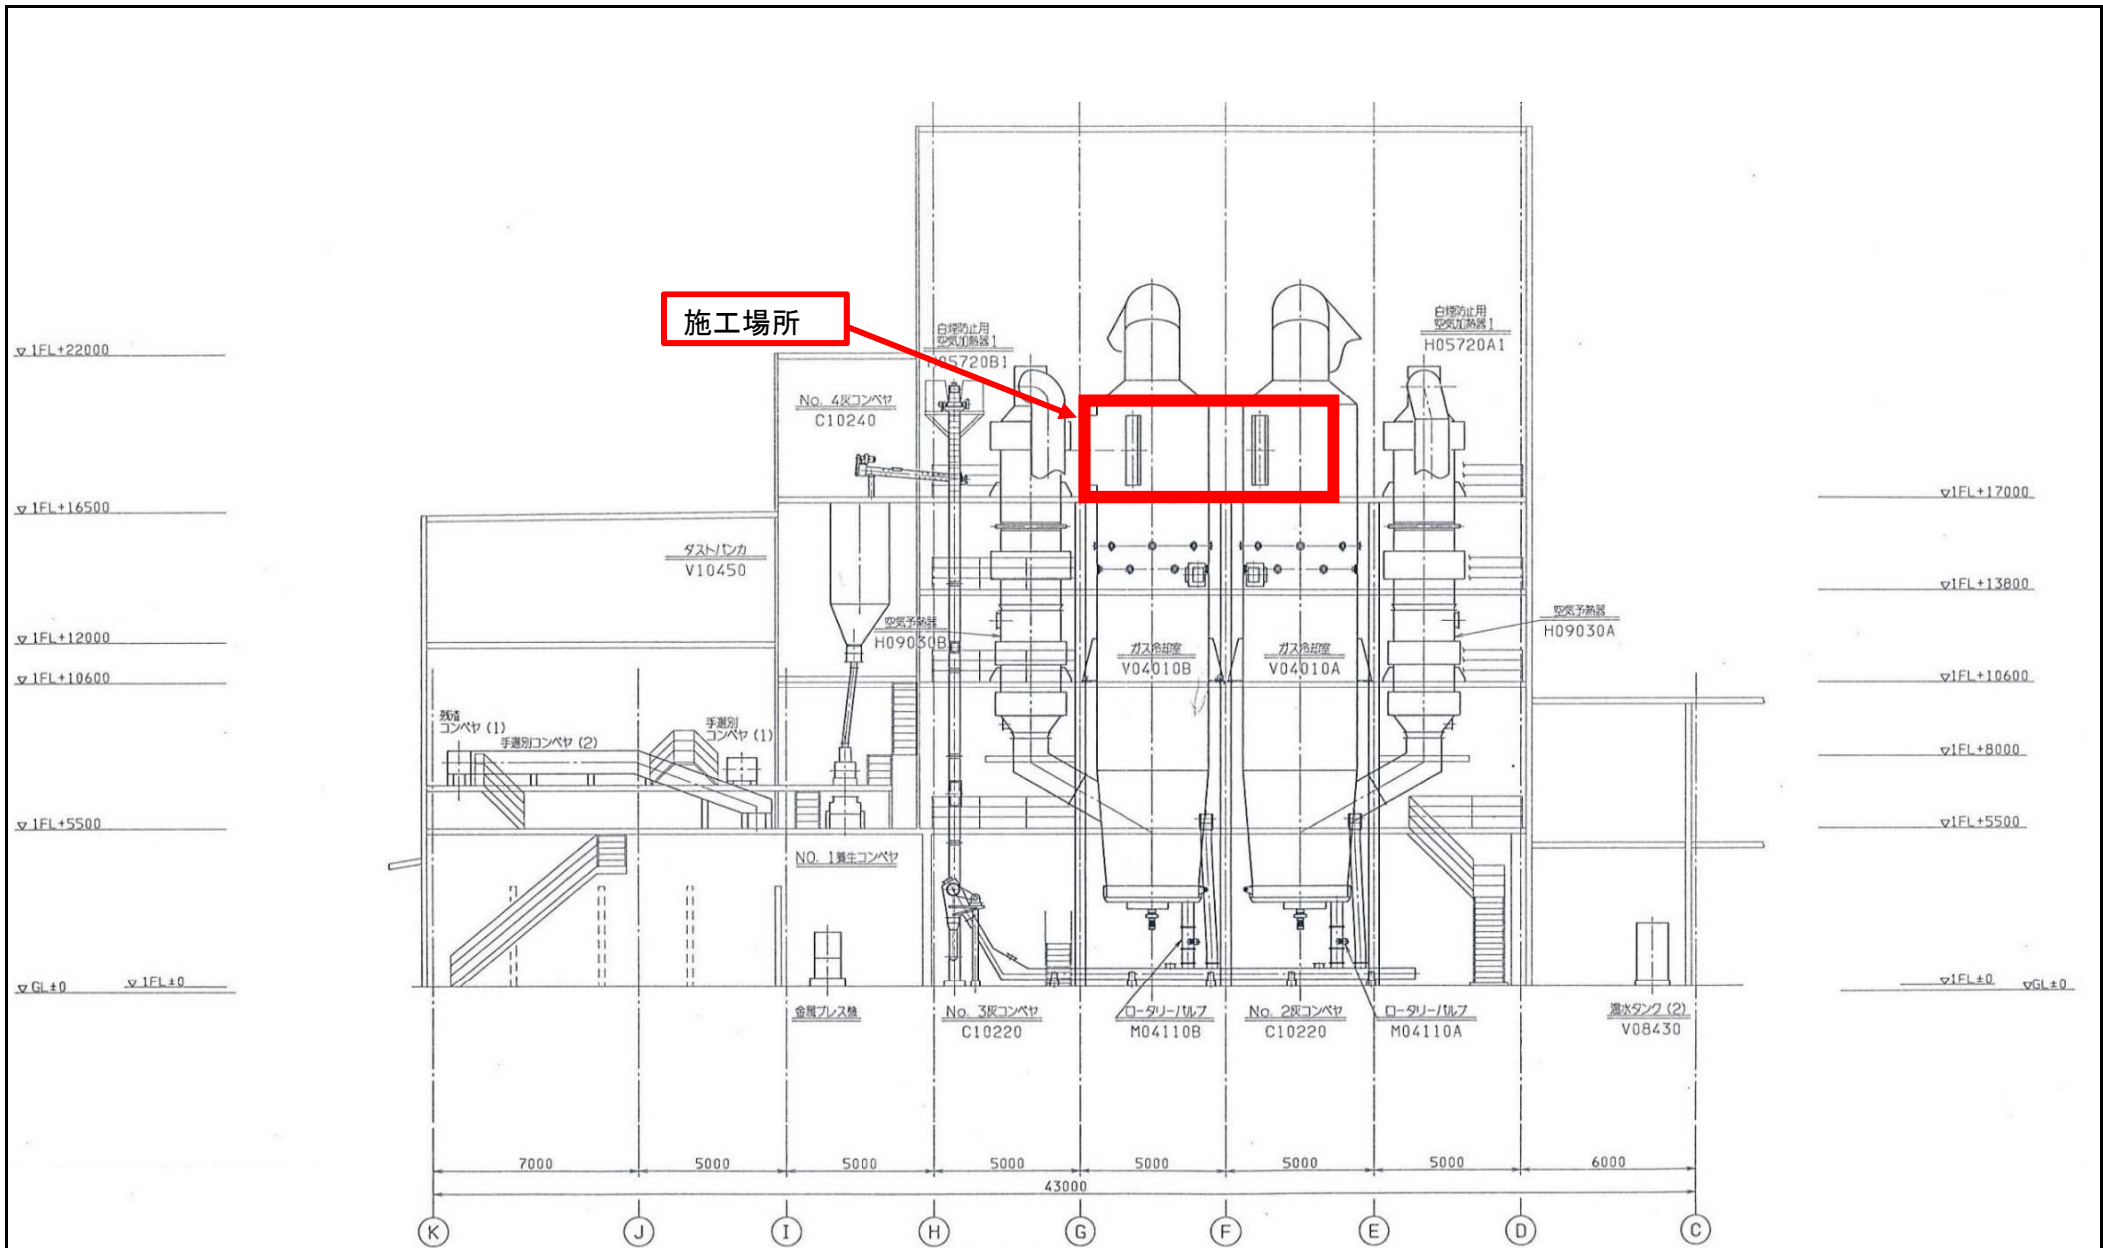 施工場所
白煙防止用
空気加熱器1
H05720B1
白煙防止用
空気加熱器1
H05720A1
▽1FL+22000
No. 4灰コンベヤ
C10240
▽1FL+16500
▽1FL+17000
ダストバンカ
V10450
▽1FL+13800
空気予熱器
H09030B
空気予熱器
H09030A
▽1FL+12000
ガス冷却室
V04010B
ガス冷却室
V04010A
▽1FL+10600
▽1FL+10600
残渣
コンベヤ (1)
手選別コンベヤ (2)
手選別
コンベヤ (1)
▽1FL+8000
▽1FL+5500
▽1FL+5500
NO. 1養生コンベヤ
▽GL±0
▽1FL±0
▽1FL±0
▽GL±0
金属プレス機
No. 3灰コンベヤ
C10220
ロータリーバルブ
M04110B
No. 2灰コンベヤ
C10220
ロータリーバルブ
M04110A
温水タンク (2)
V08430
7000
5000
5000
5000
5000
5000
5000
6000
43000
K
J
I
H
G
F
E
D
C